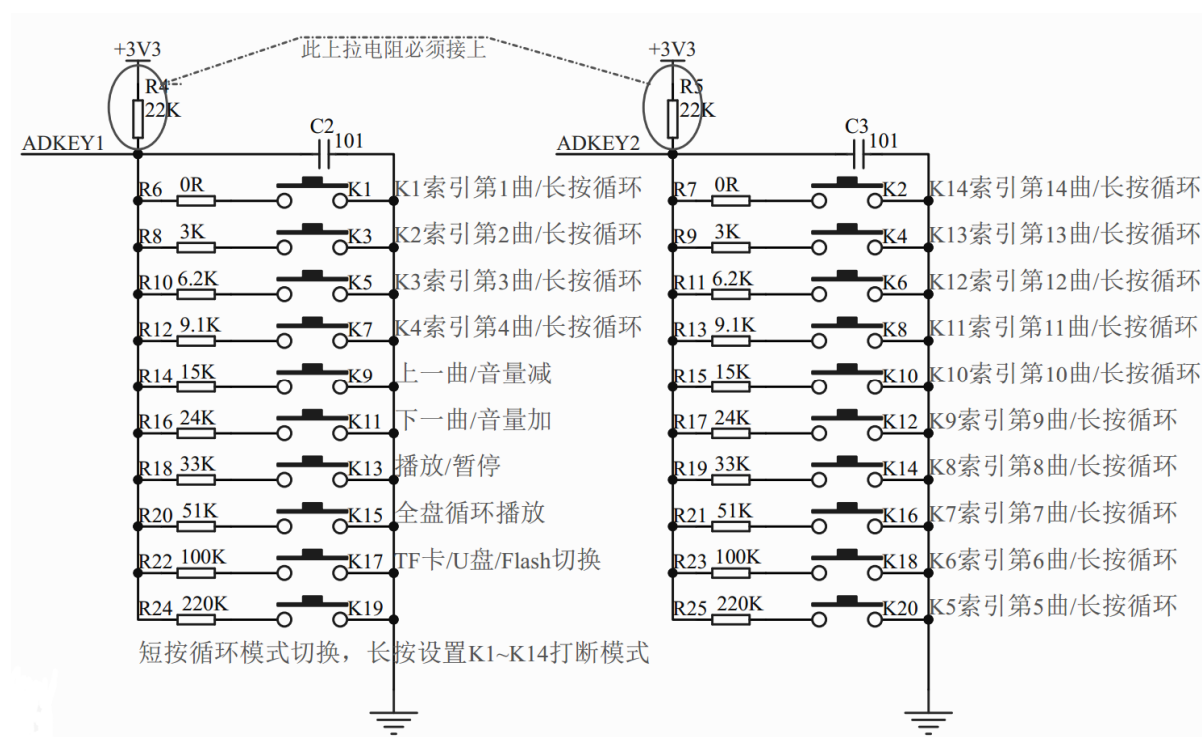 +3V3
此上拉电阻必须接上
+3V3
R4
22K
R5
22K
ADKEY1
C2
101
ADKEY2
C3
101
R6 0R K1 K1索引第1曲/长按循环
R7 0R K2 K14索引第14曲/长按循环
R8 3K K3 K2索引第2曲/长按循环
R9 3K K4 K13索引第13曲/长按循环
R10 6.2K K5 K3索引第3曲/长按循环
R11 6.2K K6 K12索引第12曲/长按循环
R12 9.1K K7 K4索引第4曲/长按循环
R13 9.1K K8 K11索引第11曲/长按循环
R14 15K K9 上一曲/音量减
R15 15K K10 K10索引第10曲/长按循环
R16 24K K11 下一曲/音量加
R17 24K K12 K9索引第9曲/长按循环
R18 33K K13 播放/暂停
R19 33K K14 K8索引第8曲/长按循环
R20 51K K15 全盘循环播放
R21 51K K16 K7索引第7曲/长按循环
R22 100K K17 TF卡/U盘/Flash切换
R23 100K K18 K6索引第6曲/长按循环
R24 220K K19
R25 220K K20 K5索引第5曲/长按循环
短按循环模式切换，长按设置K1~K14打断模式